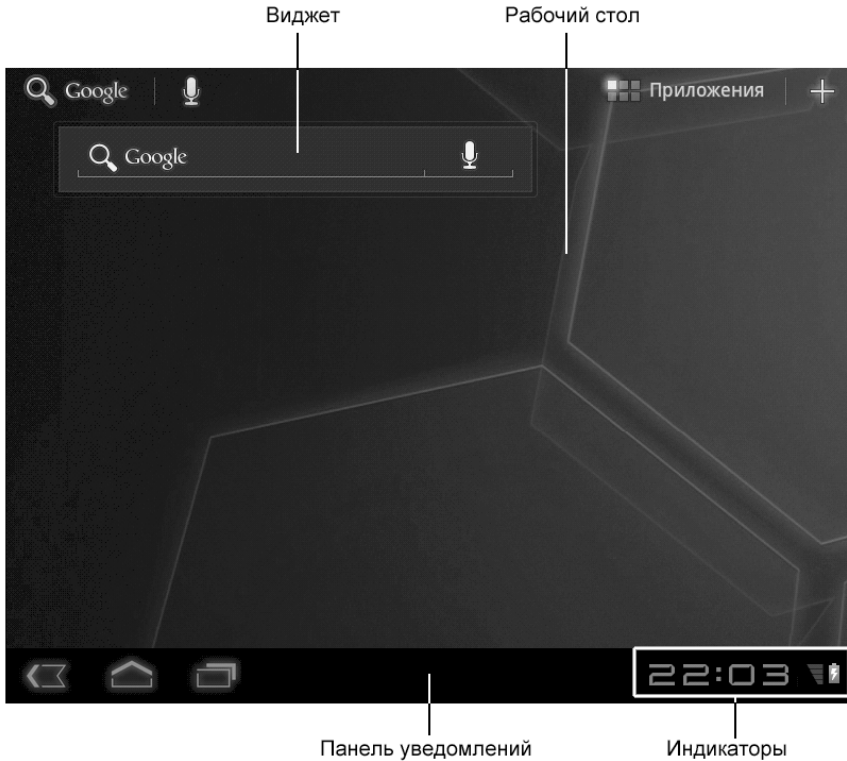 Виджет Рабочий стол
Google Приложения
Google
22:03
Панель уведомлений Индикаторы